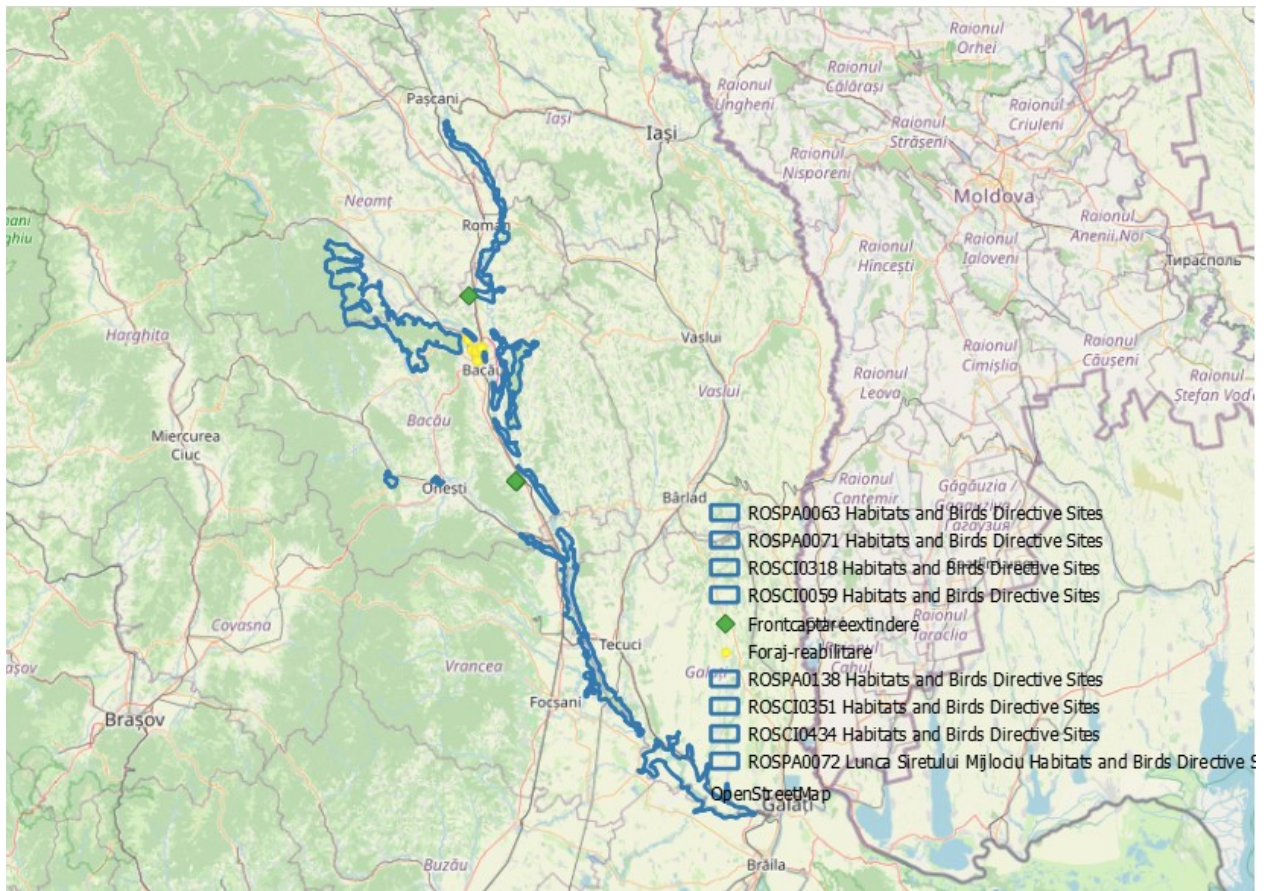 Raionul
Orhei
Raionul
Călărași
Raionul
Ungheni
Raionul
Criuleni
Pașcani
Iași
Iași
Raionul
Strășeni
Raionul
Nisporeni
Moldova
Neamț
Roman
Raionul
Anenii Noi
Raionul
Ialoveni
Raionul
Hîncești
Тирасполь
Harghita
Vaslui
Raionul
Cimișlia
Raionul
Căușeni
Bacău
Raionul
Leova
Vaslui
Raionul
Bacău
Miercurea
Ciuc
Onești
Bârlad
Raionul
Cantemir
Găgăuzia /
Гагаузия
ROSPA0063 Habitats and Birds Directive Sites
ROSPA0071 Habitats and Birds Directive Sites
ROSCI0318 Habitats and Birds Directive Sites
ROSCI0059 Habitats and Birds Directive Sites
Frontcaptareextindere
Raionul
Taraclia
Foraj-reabilitare
Cahul
Covasna
Tecuci
Vrancea
ROSPA0138 Habitats and Birds Directive Sites
Focșani
ROSCI0351 Habitats and Birds Directive Sites
Brașov
ROSCI0434 Habitats and Birds Directive Sites
ROSPA0072 Lunca Siretului Mijlociu Habitats and Birds Directive S
OpenStreetMap
Galați
Buzău
Brăila